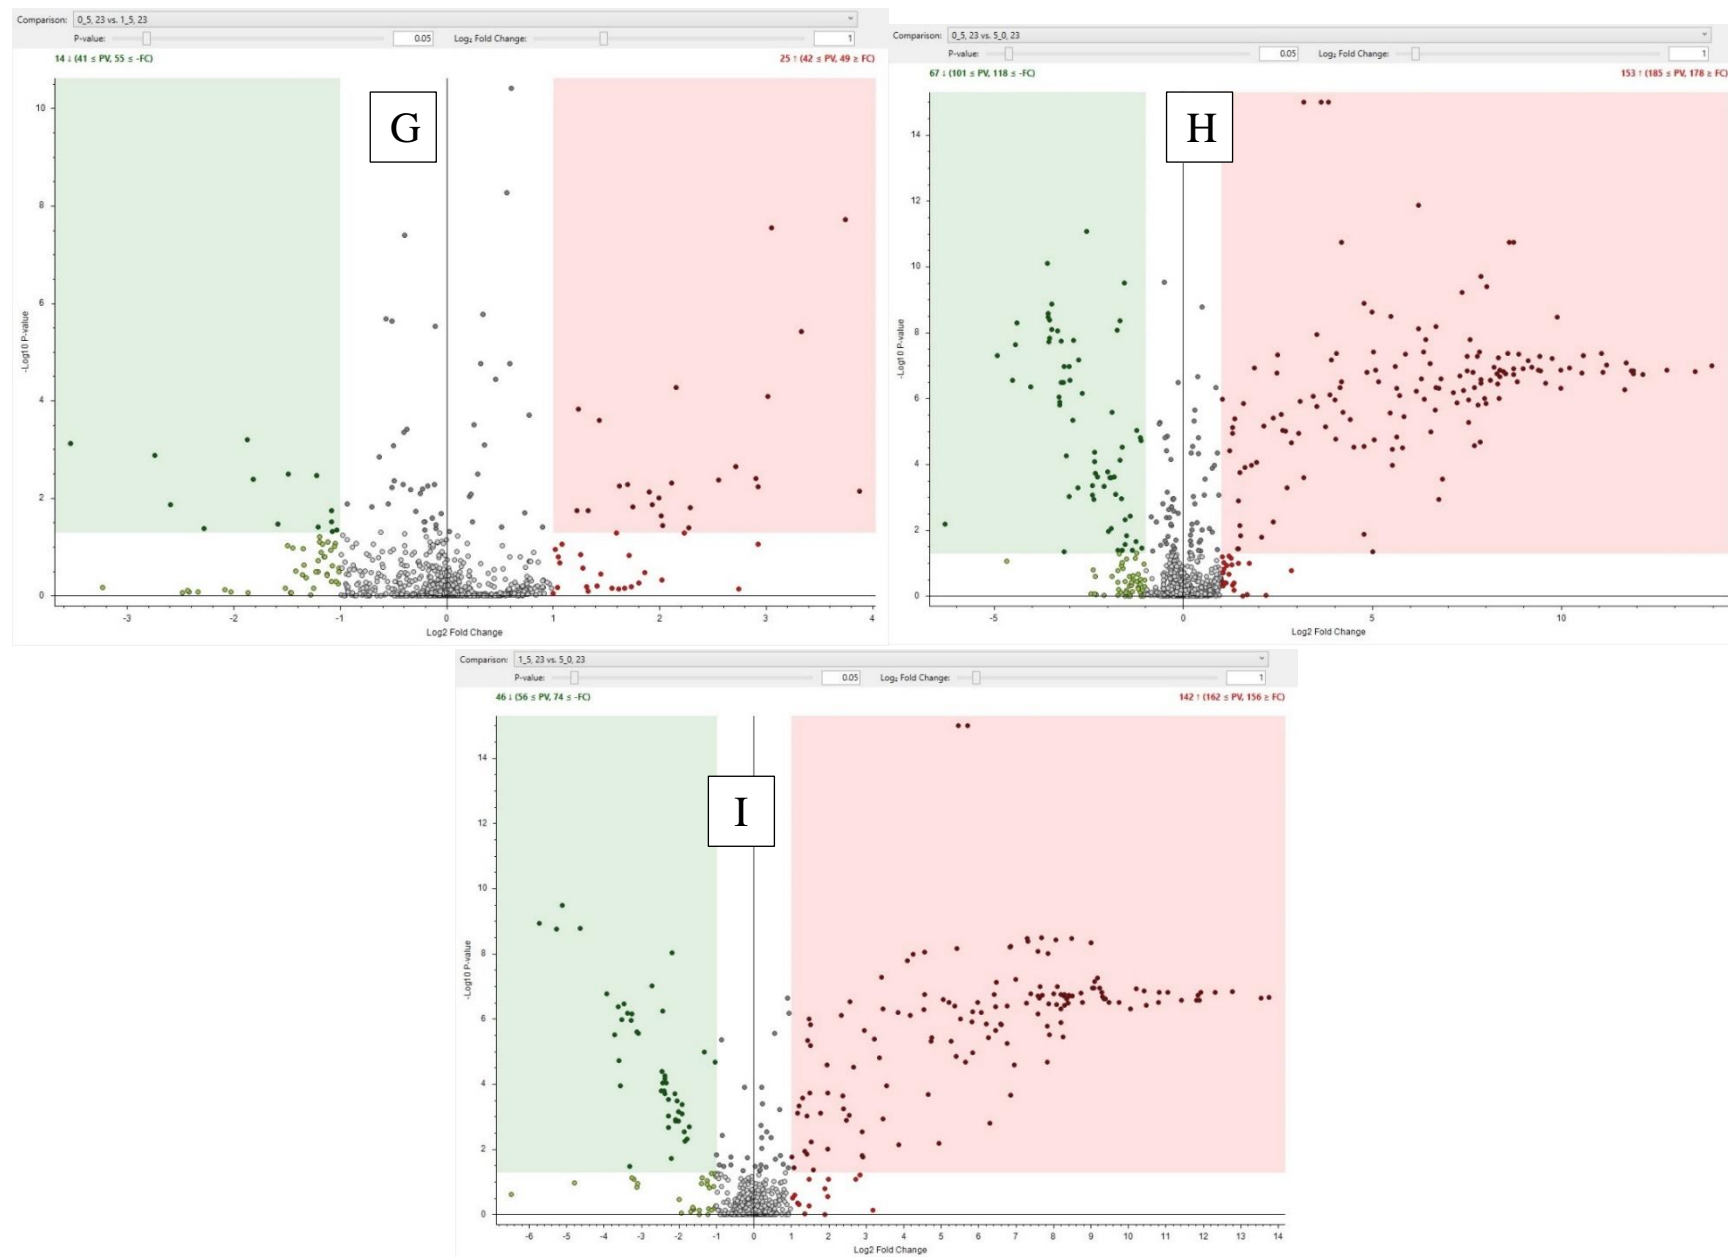 Comparison: 0_5, 23 vs. 1_5, 23
P-value: 0.05 Log₂ Fold Change: 1
14 ↓ (41 ≤ PV, 55 ≤ -FC) 25 ↑ (42 ≤ PV, 49 ≥ FC)
G
10
8
6
4
2
0
-Log10 P-value
-3 -2 -1 0 1 2 3 4
Log2 Fold Change
Comparison: 0_5, 23 vs. 5_0, 23
P-value: 0.05 Log₂ Fold Change: 1
67 ↓ (101 ≤ PV, 118 ≤ -FC) 153 ↑ (185 ≤ PV, 178 ≥ FC)
H
14
12
10
8
6
4
2
0
-Log10 P-value
-5 0 5 10
Log2 Fold Change
Comparison: 1_5, 23 vs. 5_0, 23
P-value: 0.05 Log₂ Fold Change: 1
46 ↓ (56 ≤ PV, 74 ≤ -FC) 142 ↑ (162 ≤ PV, 156 ≥ FC)
I
14
12
10
8
6
4
2
0
-Log10 P-value
-6 -5 -4 -3 -2 -1 0 1 2 3 4 5 6 7 8 9 10 11 12 13 14
Log2 Fold Change